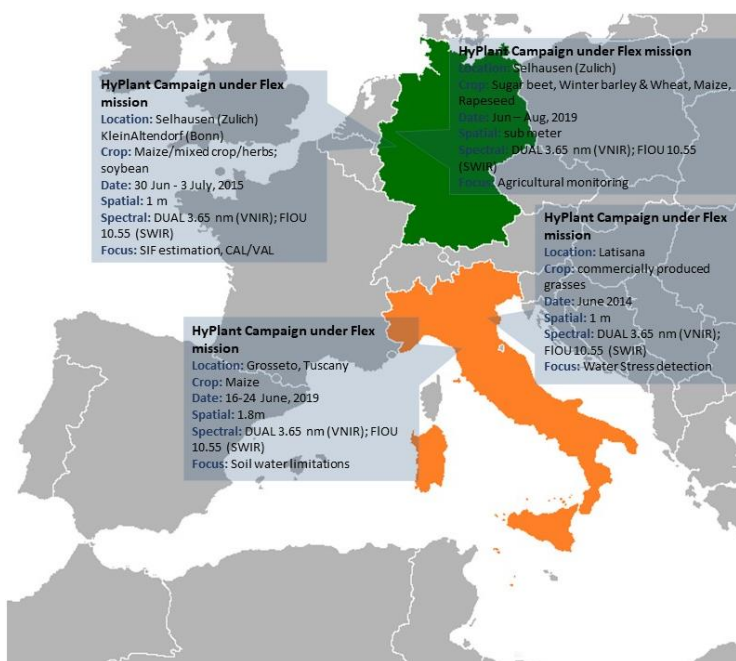 HyPlant Campaign under Flex mission
Location: Selhausen (Zulich)
Crop: Sugar beet, Winter barley & Wheat, Maize,
Rapeseed
Date: Jun – Aug, 2019
Spatial: sub meter
Spectral: DUAL 3.65 nm (VNIR); FlOU 10.55
(SWIR)
Focus: Agricultural monitoring
HyPlant Campaign under Flex
mission
Location: Selhausen (Zulich)
KleinAltendorf (Bonn)
Crop: Maize/mixed crop/herbs;
soybean
Date: 30 Jun - 3 July, 2015
Spatial: 1 m
Spectral: DUAL 3.65 nm (VNIR); FlOU
10.55 (SWIR)
Focus: SIF estimation, CAL/VAL
HyPlant Campaign under Flex
mission
Location: Latisana
Crop: commercially produced
grasses
Date: June 2014
Spatial: 1 m
Spectral: DUAL 3.65 nm (VNIR);
FlOU 10.55 (SWIR)
Focus: Water Stress detection
HyPlant Campaign under Flex
mission
Location: Grosseto, Tuscany
Crop: Maize
Date: 16-24 June, 2019
Spatial: 1.8m
Spectral: DUAL 3.65 nm (VNIR); FlOU
10.55 (SWIR)
Focus: Soil water limitations